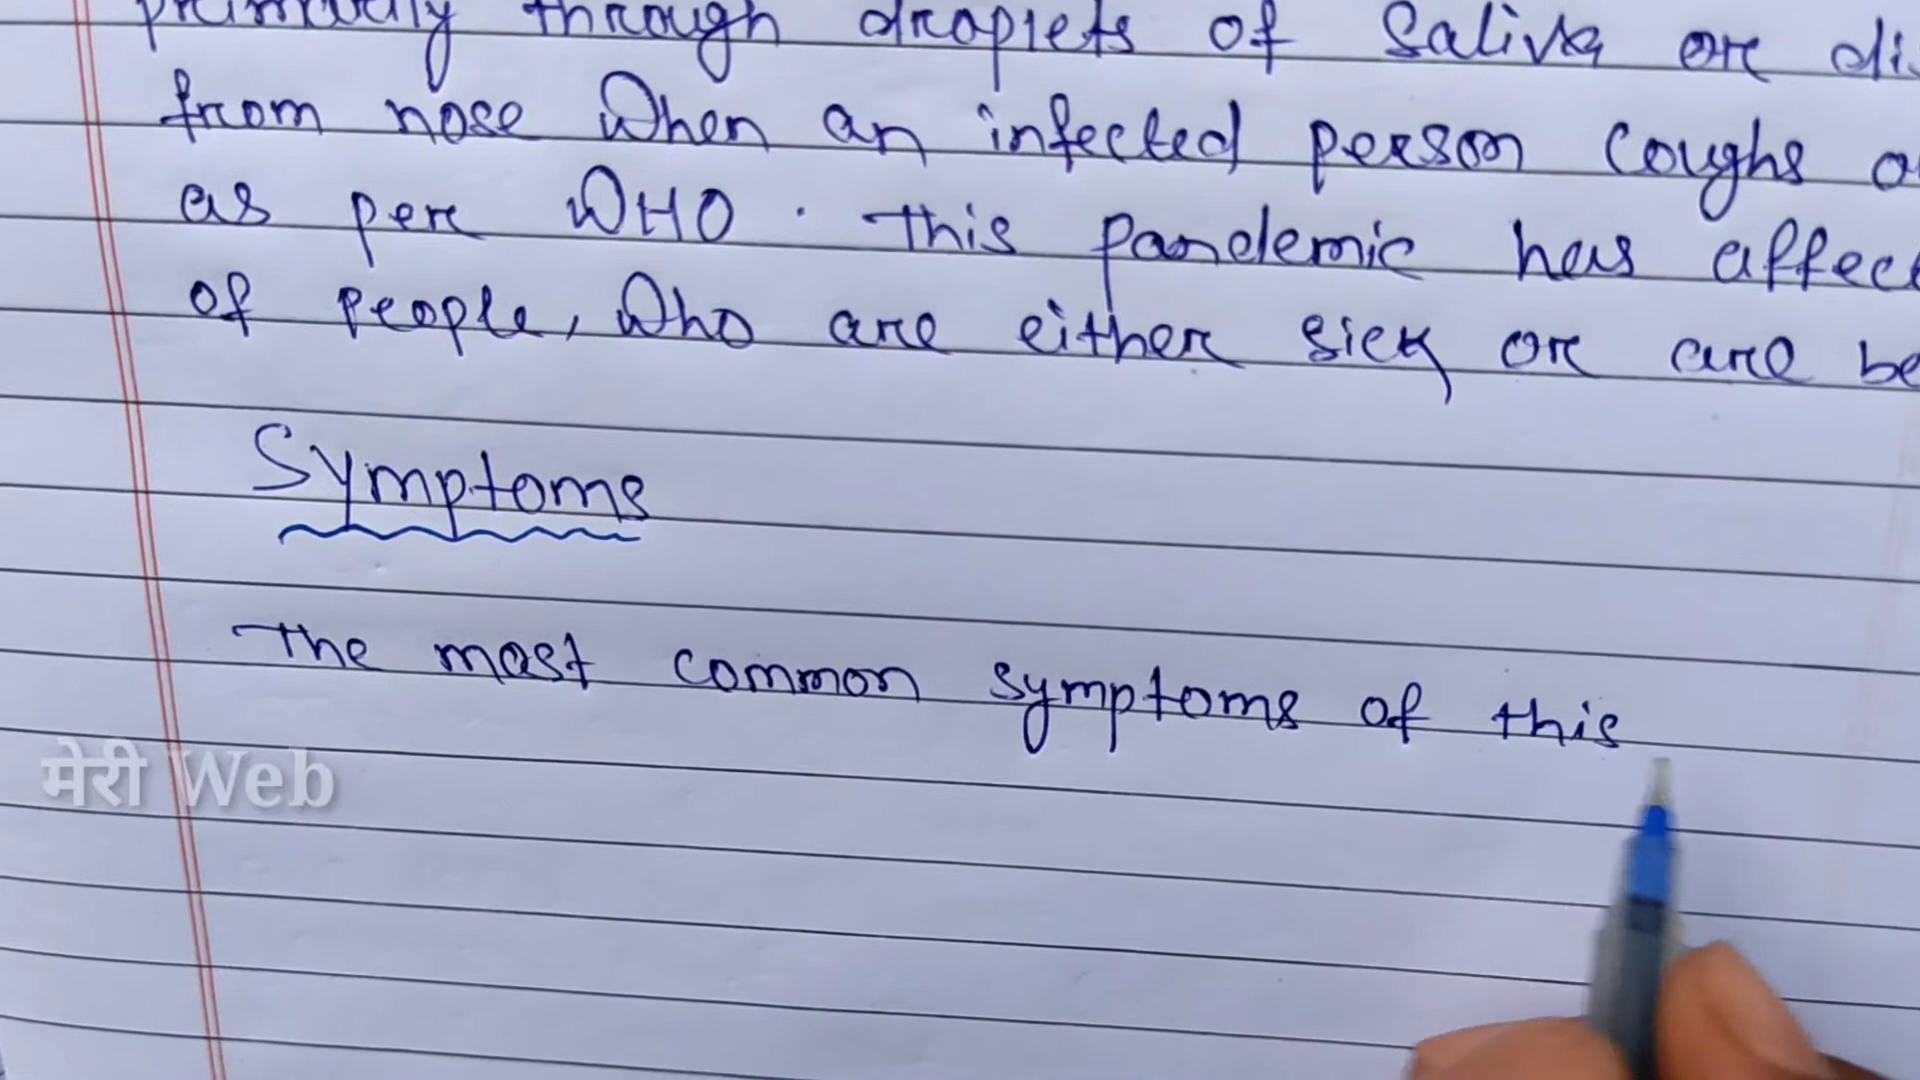 primarily through droplets of Saliva or
from nose When an infected person Coughs
as per WHO. This Pandemic has
of people, Who are either sick or are
Symptoms
The most common symptoms of this
मेरी Web